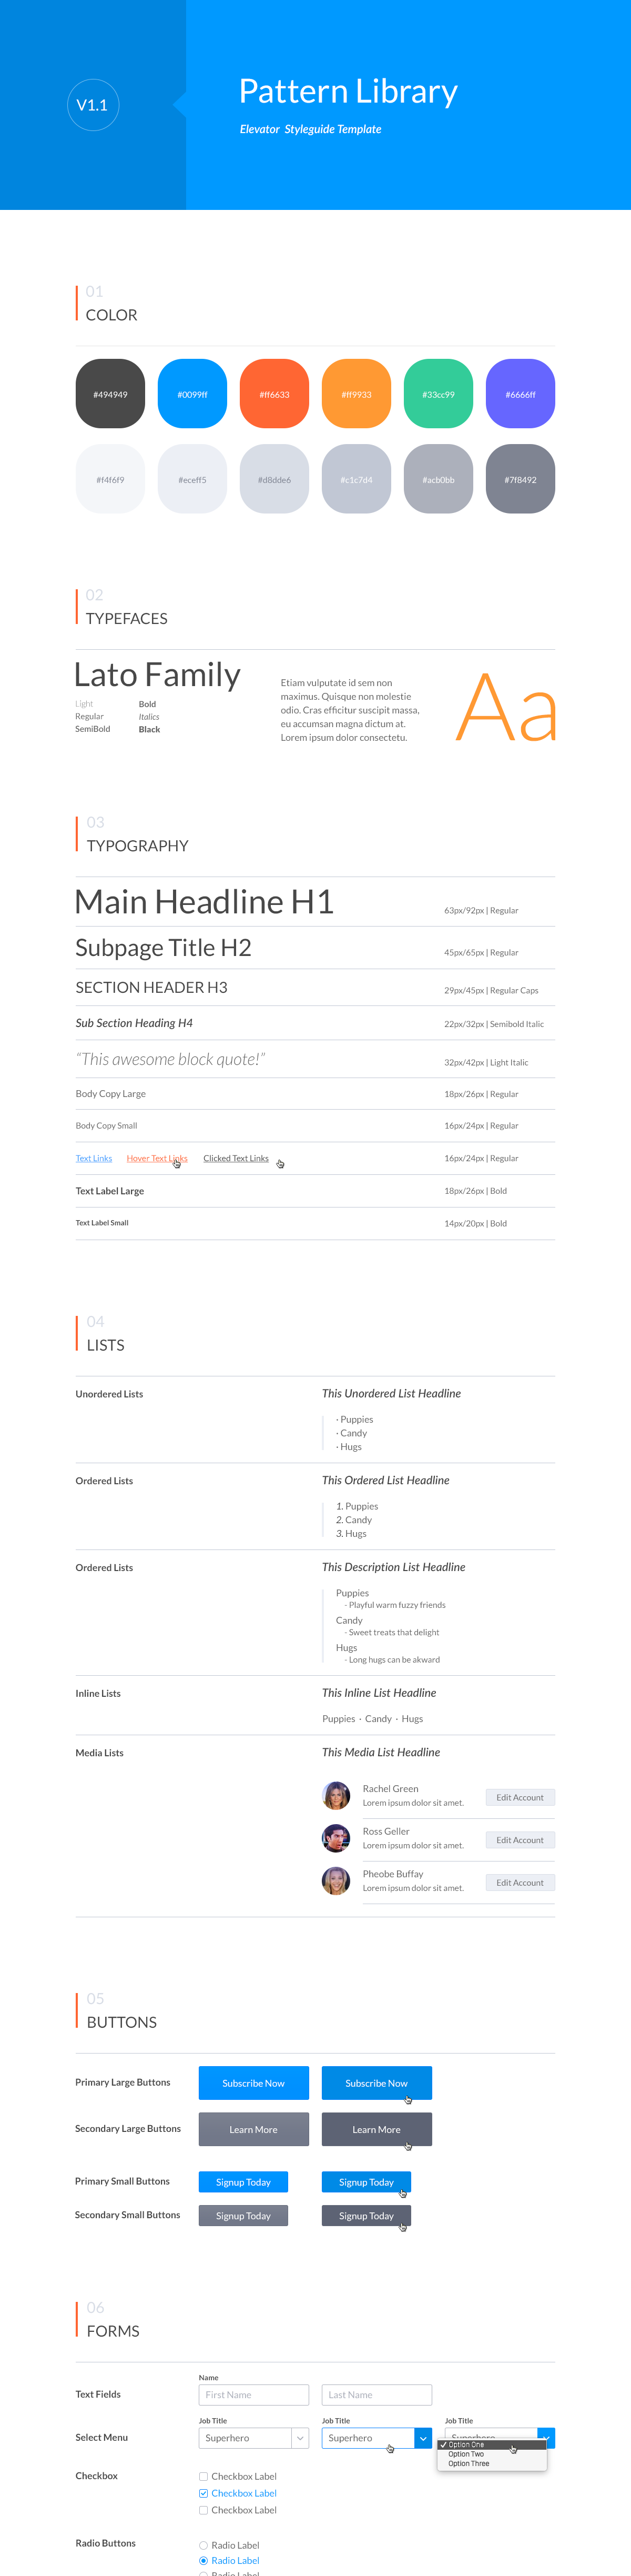 V1.1
Pattern Library
Elevator Styleguide Template
01
COLOR
#494949
#0099ff
#ff6633
#ff9933
#33cc99
#6666ff
#f4f6f9
#eceff5
#d8dde6
#c1c7d4
#acb0bb
#7f8492
02
TYPEFACES
Lato Family
Light
Bold
Regular
Italics
SemiBold
Black
Etiam vulputate id sem non
maximus. Quisque non molestie
odio. Cras efficitur suscipit massa,
eu accumsan magna dictum at.
Lorem ipsum dolor consectetu.
Aa
03
TYPOGRAPHY
Main Headline H1
63px/92px | Regular
Subpage Title H2
45px/65px | Regular
SECTION HEADER H3
29px/45px | Regular Caps
Sub Section Heading H4
22px/32px | Semibold Italic
“This awesome block quote!”
32px/42px | Light Italic
Body Copy Large
18px/26px | Regular
Body Copy Small
16px/24px | Regular
Text Links
Hover Text Links
Clicked Text Links
16px/24px | Regular
Text Label Large
18px/26px | Bold
Text Label Small
14px/20px | Bold
04
LISTS
Unordered Lists
This Unordered List Headline
· Puppies
· Candy
· Hugs
Ordered Lists
This Ordered List Headline
1. Puppies
2. Candy
3. Hugs
Ordered Lists
This Description List Headline
Puppies
- Playful warm fuzzy friends
Candy
- Sweet treats that delight
Hugs
- Long hugs can be akward
Inline Lists
This Inline List Headline
Puppies · Candy · Hugs
Media Lists
This Media List Headline
Rachel Green
Lorem ipsum dolor sit amet.
Edit Account
Ross Geller
Lorem ipsum dolor sit amet.
Edit Account
Pheobe Buffay
Lorem ipsum dolor sit amet.
Edit Account
05
BUTTONS
Primary Large Buttons
Subscribe Now
Subscribe Now
Secondary Large Buttons
Learn More
Learn More
Primary Small Buttons
Signup Today
Signup Today
Secondary Small Buttons
Signup Today
Signup Today
06
FORMS
Name
Text Fields
First Name
Last Name
Job Title
Job Title
Job Title
Select Menu
Superhero
Superhero
Superhero
Option One
Option Two
Option Three
Checkbox
Checkbox Label
Checkbox Label
Checkbox Label
Radio Buttons
Radio Label
Radio Label
Radio Label